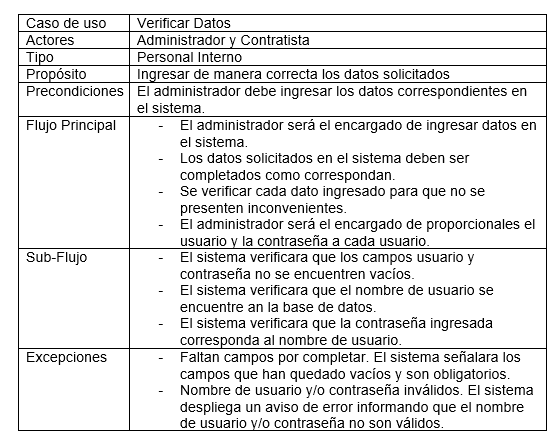 Caso de uso Verificar Datos
Actores Administrador y Contratista
Tipo Personal Interno
Propósito Ingresar de manera correcta los datos solicitados
Precondiciones El administrador debe ingresar los datos correspondientes en
el sistema.
Flujo Principal - El administrador será el encargado de ingresar datos en
el sistema.
- Los datos solicitados en el sistema deben ser
completados como correspondan.
- Se verificar cada dato ingresado para que no se
presenten inconvenientes.
- El administrador será el encargado de proporcionales el
usuario y la contraseña a cada usuario.
Sub-Flujo - El sistema verificara que los campos usuario y
contraseña no se encuentren vacíos.
- El sistema verificara que el nombre de usuario se
encuentre an la base de datos.
- El sistema verificara que la contraseña ingresada
corresponda al nombre de usuario.
Excepciones - Faltan campos por completar. El sistema señalara los
campos que han quedado vacíos y son obligatorios.
- Nombre de usuario y/o contraseña inválidos. El sistema
despliega un aviso de error informando que el nombre
de usuario y/o contraseña no son válidos.